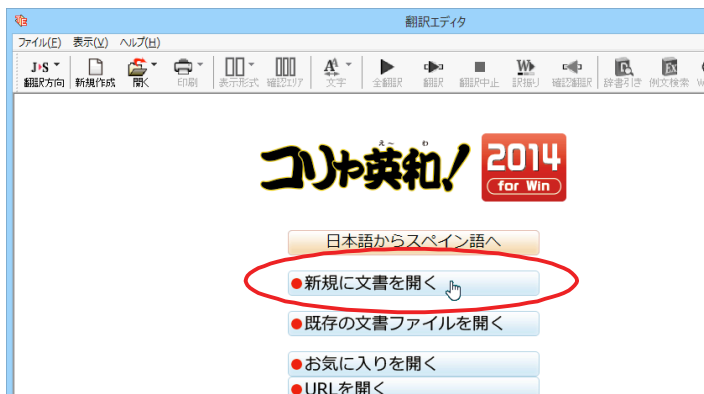 翻訳エディタ
ファイル(F) 表示(V) ヘルプ(H)
J▸S
翻訳方向 新規作成 開く 印刷 表示形式 確認エリア 文字 全翻訳 翻訳 翻訳中止 訳振り 確認翻訳 辞書引き 例文検索 W
え〜 わ
コリャ英和! 2014
for Win
日本語からスペイン語へ
新規に文書を開く
既存の文書ファイルを開く
お気に入りを開く
URLを開く